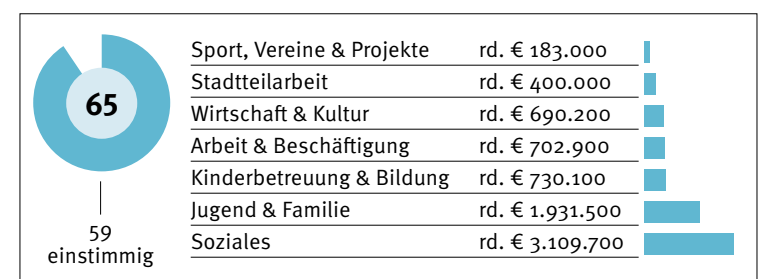 65
59
einstimmig
Sport, Vereine & Projekte rd. € 183.000
Stadtteilarbeit rd. € 400.000
Wirtschaft & Kultur rd. € 690.200
Arbeit & Beschäftigung rd. € 702.900
Kinderbetreuung & Bildung rd. € 730.100
Jugend & Familie rd. € 1.931.500
Soziales rd. € 3.109.700